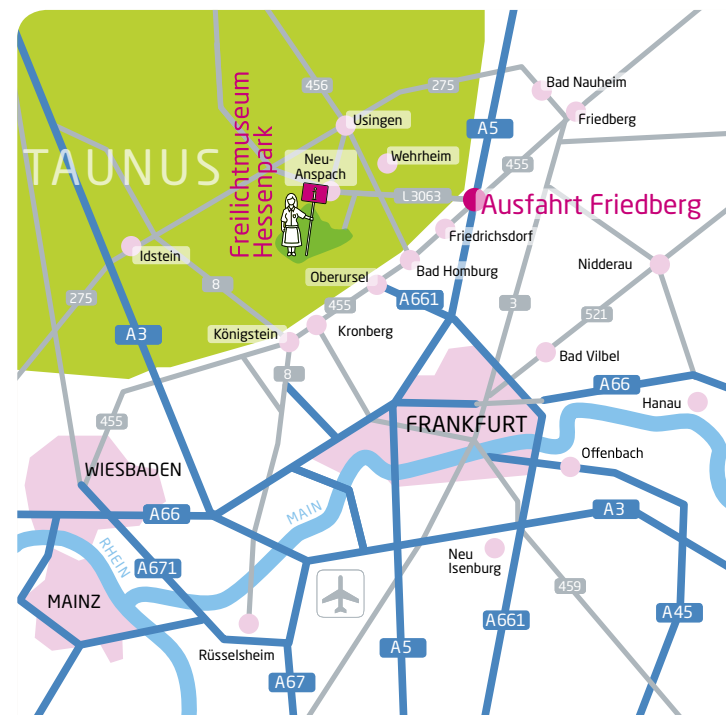 Bad Nauheim
456
275
Usingen
Friedberg
A5
TAUNUS
Freilichtmuseum
Hessenpark
Neu-
Anspach
Wehrheim
455
L3063
Ausfahrt Friedberg
Friedrichsdorf
Idstein
Bad Homburg
Nidderau
8
Oberursel
275
A661
455
3
521
A3
Königstein
Kronberg
Bad Vilbel
8
A66
Hanau
455
FRANKFURT
WIESBADEN
Offenbach
A66
MAIN
A3
RHEIN
Neu
Isenburg
A671
459
MAINZ
A661
A45
Rüsselsheim
A5
A67